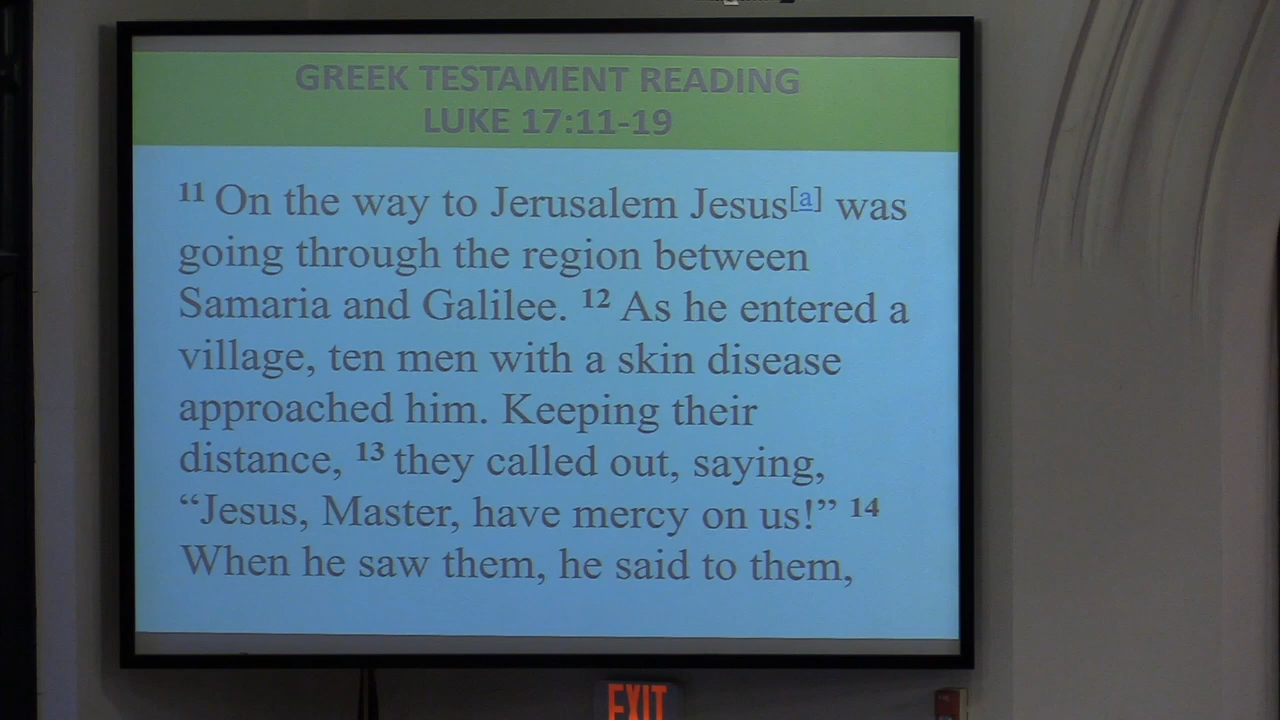 GREEK TESTAMENT READING
LUKE 17:11-19
11 On the way to Jerusalem Jesus[a] was
going through the region between
Samaria and Galilee. 12 As he entered a
village, ten men with a skin disease
approached him. Keeping their
distance, 13 they called out, saying,
“Jesus, Master, have mercy on us!” 14
When he saw them, he said to them,
EXIT